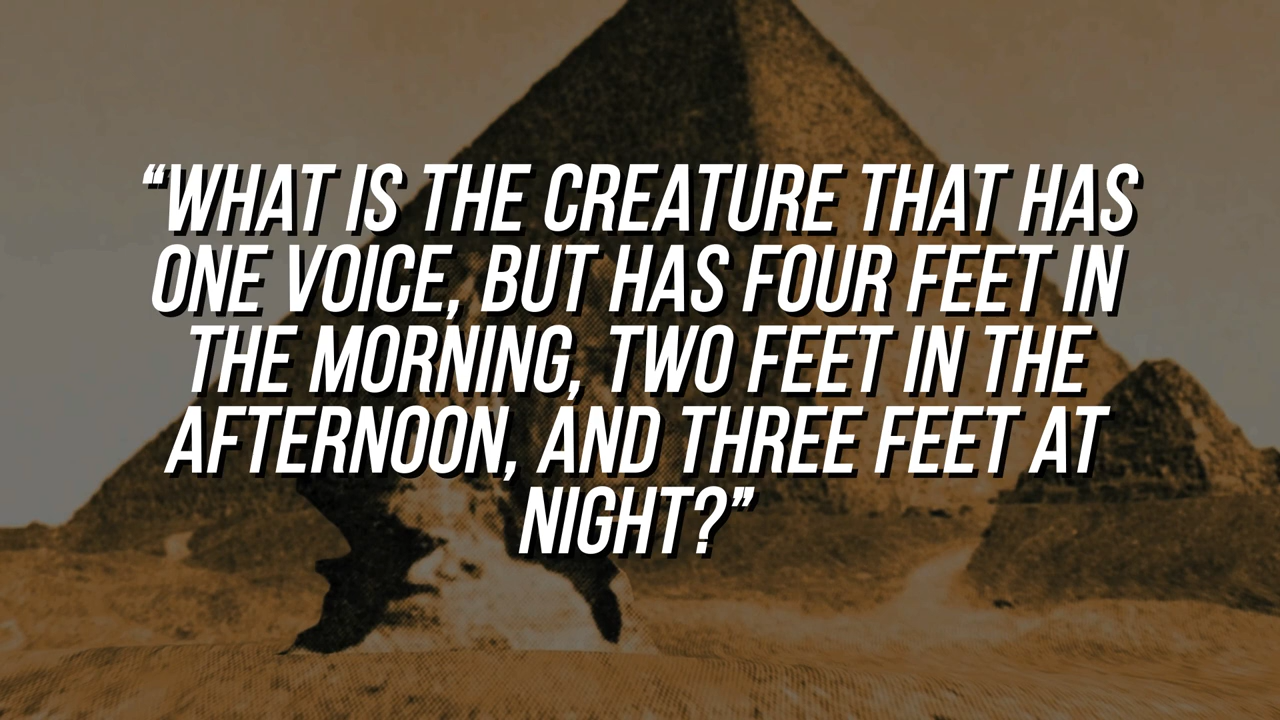 “WHAT IS THE CREATURE THAT HAS
ONE VOICE, BUT HAS FOUR FEET IN
THE MORNING, TWO FEET IN THE
AFTERNOON, AND THREE FEET AT
NIGHT?”